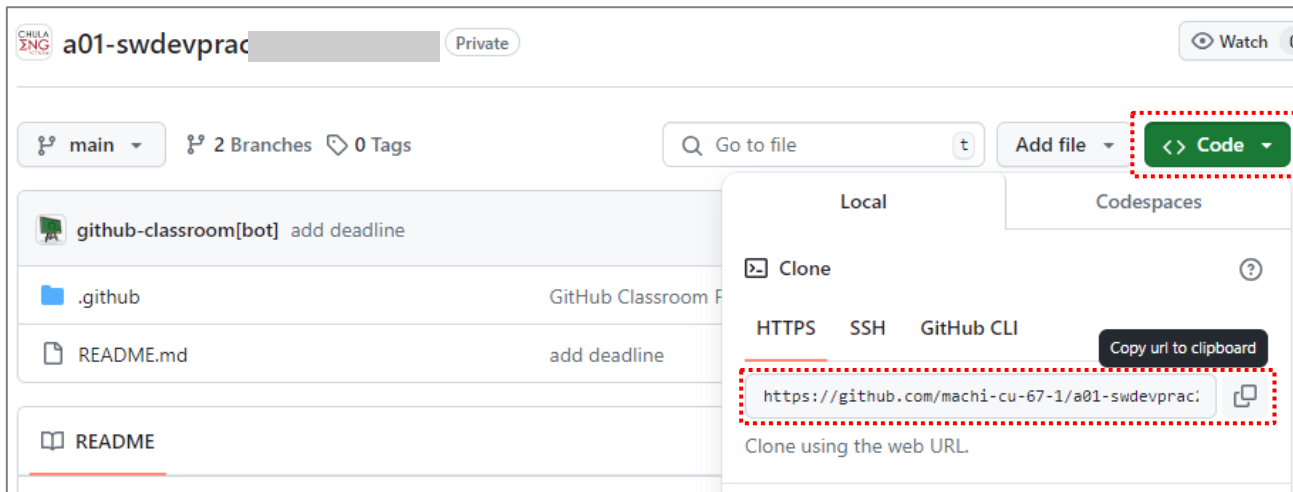 CHULA ΣNG
a01-swdevprac
Private
Watch
main
2 Branches
0 Tags
Go to file
t
Add file
<> Code
Local
Codespaces
github-classroom[bot] add deadline
Clone
.github
GitHub Classroom
HTTPS
SSH
GitHub CLI
Copy url to clipboard
README.md
add deadline
https://github.com/machi-cu-67-1/a01-swdevprac
README
Clone using the web URL.